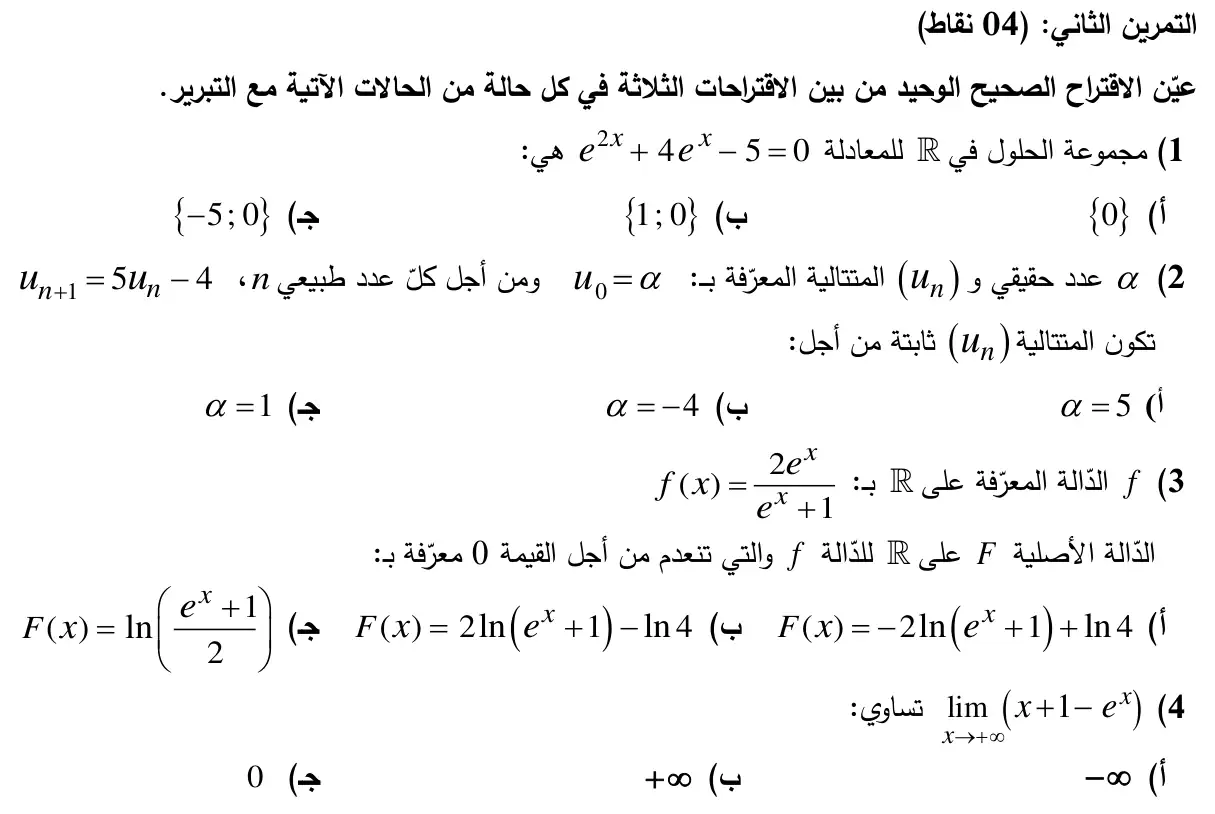 التمرين الثاني: (04 نقاط)
عيّن الاقتراح الصحيح الوحيد من بين الاقتراحات الثلاثة في كل حالة من الحالات الآتية مع التبرير.
1) مجموعة الحلول في ℝ للمعادلة e^{2x} + 4e^x − 5 = 0 هي:
أ) {0} ب) {1 ; 0} جـ) {−5 ; 0}
2) α عدد حقيقي و (u_n) المتتالية المعرّفة بـ: u_0 = α ومن أجل كلّ عدد طبيعي n، u_{n+1} = 5u_n − 4
تكون المتتالية (u_n) ثابتة من أجل:
أ) α = 5 ب) α = −4 جـ) α = 1
3) f الدّالة المعرّفة على ℝ بـ: f(x) = \frac{2e^x}{e^x + 1}
الدّالة الأصلية F على ℝ للدّالة f والتي تنعدم من أجل القيمة 0 معرّفة بـ:
أ) F(x) = −2ln(e^x + 1) + ln4 ب) F(x) = 2ln(e^x + 1) − ln4 جـ) F(x) = ln(\frac{e^x + 1}{2})
4) lim_{x→+∞} (x + 1 − e^x) تساوي:
أ) −∞ ب) +∞ جـ) 0